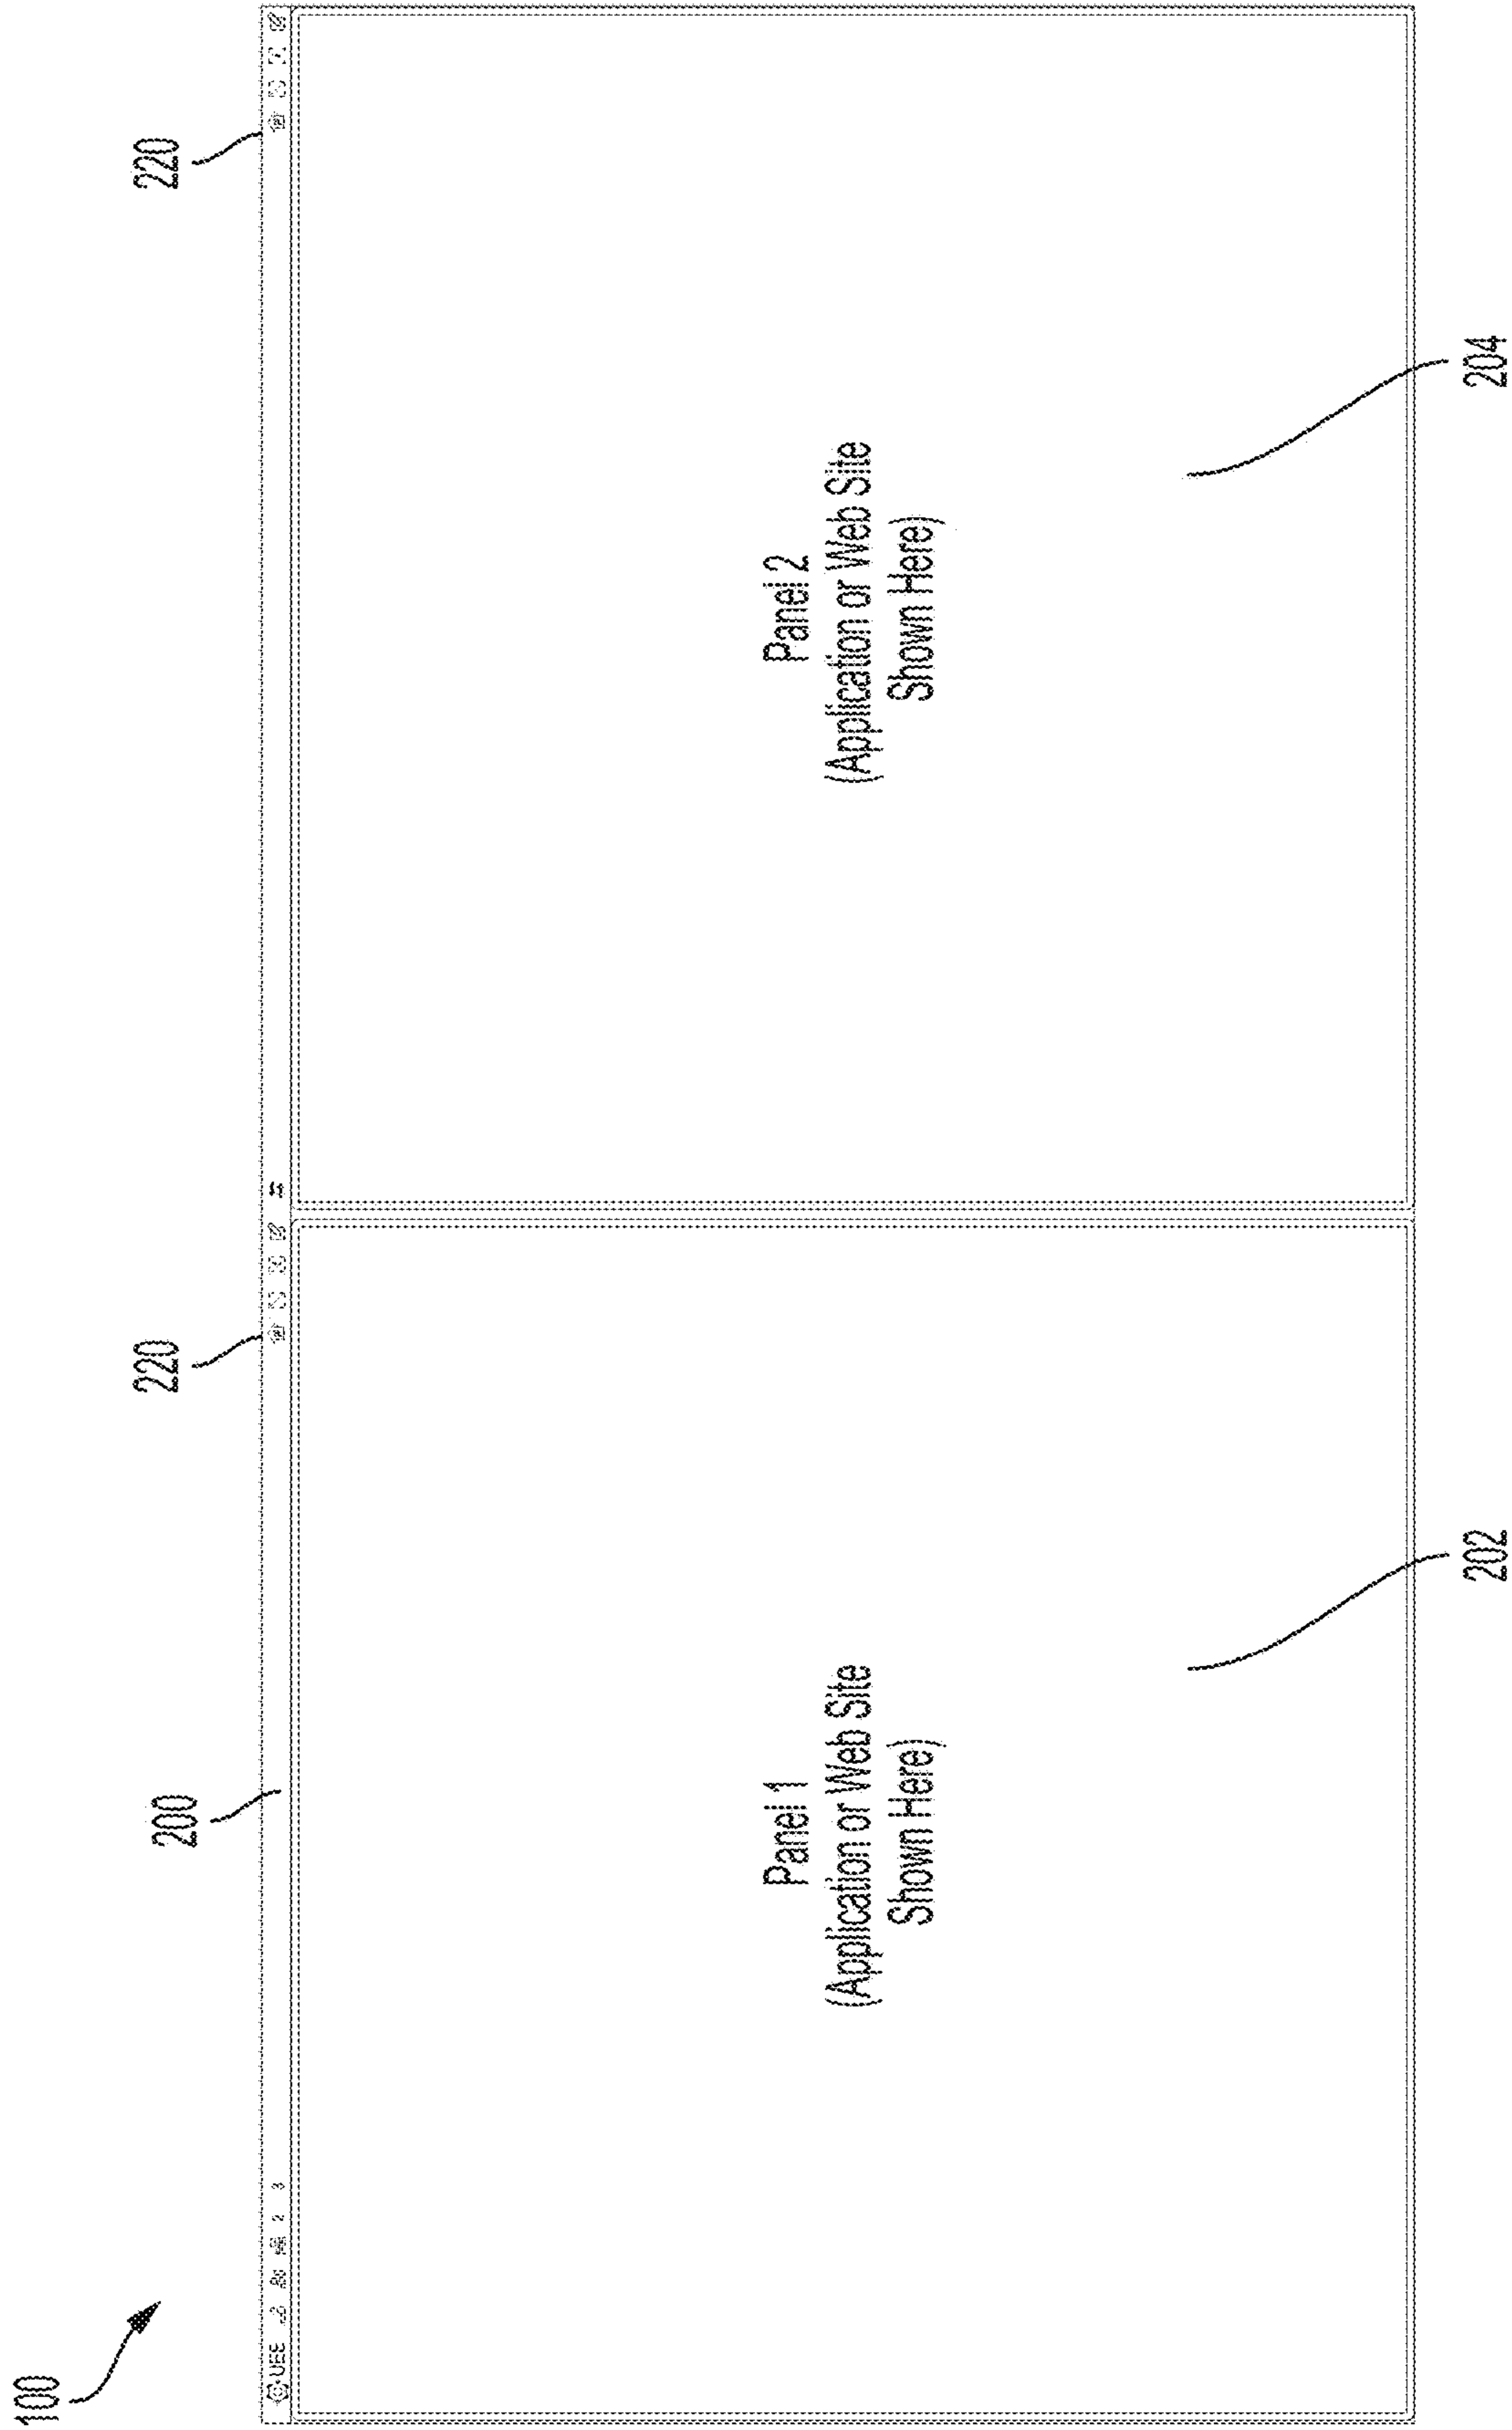 100
200
220
220
2 3
Panel 1
(Application or Web Site
Shown Here)
Panel 2
(Application or Web Site
Shown Here)
202
204